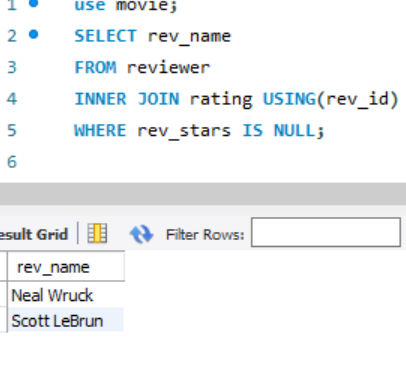 1 use movie;
2 SELECT rev_name
3 FROM reviewer
4 INNER JOIN rating USING(rev_id)
5 WHERE rev_stars IS NULL;
6
esult Grid Filter Rows:
rev_name
Neal Wruck
Scott LeBrun